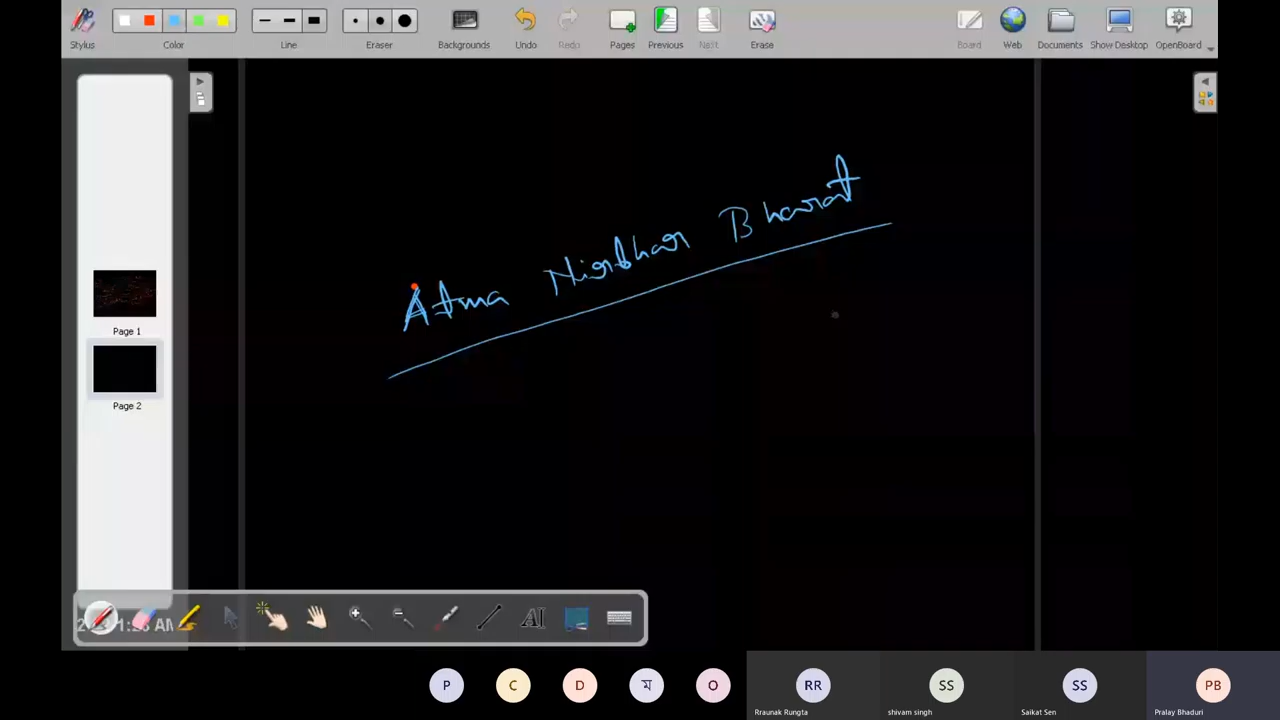 Stylus
Color
Line
Eraser
Backgrounds
Undo
Redo
Pages
Previous
Next
Erase
Board
Web
Documents
Show Desktop
OpenBoard
Atma Nirbhar Bharat
Page 1
Page 2
AI
P
C
D
য
O
RR
SS
SS
PB
Rraunak Rungta
shivam singh
Saikat Sen
Pralay Bhaduri